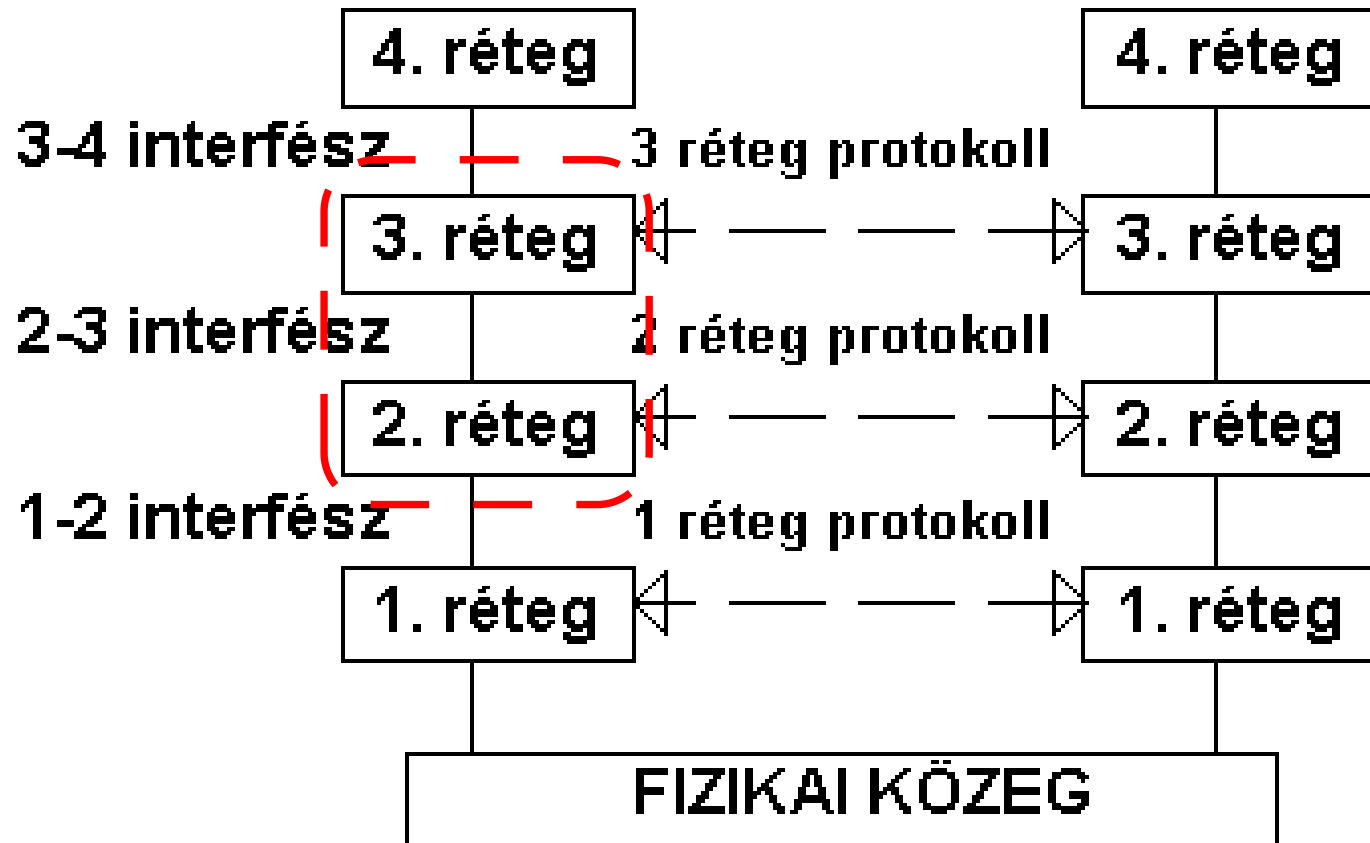 4. réteg 4. réteg
3-4 interfész 3 réteg protokoll
3. réteg 3. réteg
2-3 interfész 2 réteg protokoll
2. réteg 2. réteg
1-2 interfész 1 réteg protokoll
1. réteg 1. réteg
FIZIKAI KÖZEG